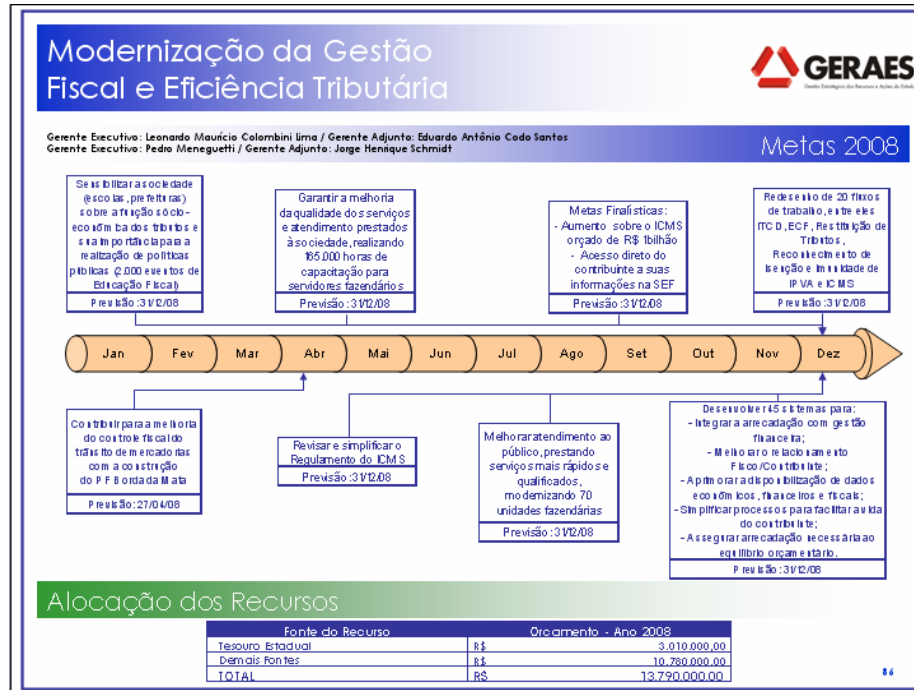 Modernização da Gestão
Fiscal e Eficiência Tributária
GERAES
Gestão Estratégica dos Recursos e Ações do Estado
Gerente Executivo: Leonardo Maurício Colombini Lima / Gerente Adjunto: Eduardo Antônio Codo Santos
Gerente Executivo: Pedro Meneguetti / Gerente Adjunto: Jorge Henrique Schmidt
Metas 2008
Sensibilizar a sociedade
(escolas, prefeituras)
sobre a função sócio-
econômica dos tributos e
sua importância para a
realização de políticas
públicas (2.000 eventos de
Educação Fiscal)
Previsão: 31/12/08
Garantir a melhoria
da qualidade dos serviços
e atendimento prestados
à sociedade, realizando
165.000 horas de
capacitação para
servidores fazendários
Previsão: 31/12/08
Metas Finalísticas:
- Aumento sobre o ICMS
orçado de R$ 1bilhão
- Acesso direto do
contribuinte a suas
informações na SEF
Previsão: 31/12/08
Redesenho de 20 fluxos
de trabalho, entre eles
ITCD, ECF, Restituição de
Tributos,
Reconhecimento de
Isenção e Imunidade de
IPVA e ICMS
Previsão: 31/12/08
Jan Fev Mar Abr Mai Jun Jul Ago Set Out Nov Dez
Contribuir para a melhoria
do controle fiscal do
trânsito de mercadorias
com a construção
do PF Borda da Mata
Previsão: 27/04/08
Revisar e simplificar o
Regulamento do ICMS
Previsão: 31/12/08
Melhorar atendimento ao
público, prestando
serviços mais rápidos e
qualificados,
modernizando 70
unidades fazendárias
Previsão: 31/12/08
Desenvolver 45 sistemas para:
- Integrar a arrecadação com gestão
financeira;
- Melhorar o relacionamento
Fisco/Contribuinte;
- Aprimorar a disponibilização de dados
econômicos, financeiros e fiscais;
- Simplificar processos para facilitar a vida
do contribuinte;
- Assegurar arrecadação necessária ao
equilíbrio orçamentário.
Previsão: 31/12/08
Alocação dos Recursos
Fonte do Recurso Orçamento - Ano 2008
Tesouro Estadual R$ 3.010.000,00
Demais Fontes R$ 10.780.000,00
TOTAL R$ 13.790.000,00
86